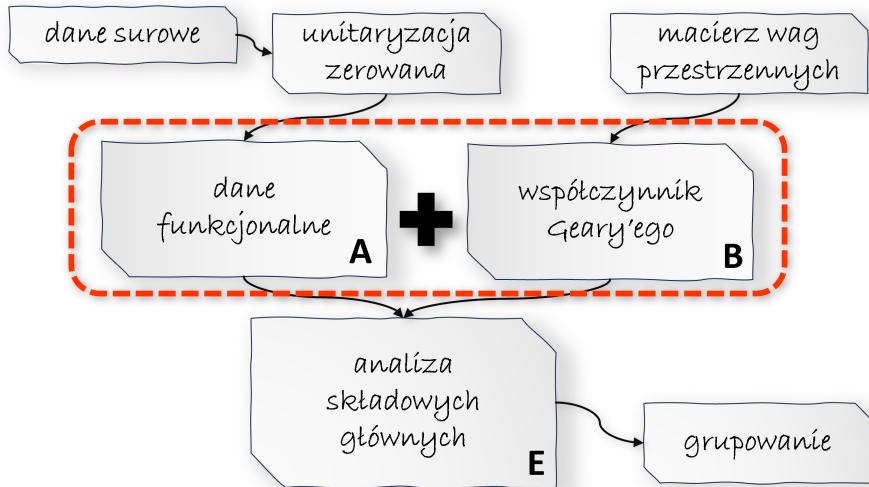 dane surowe
unitaryzacja
zerowana
macierz wag
przestrzennych
dane
funkcjonalne
A
współczynnik
Geary'ego
B
analiza
składowych
głównych
E
grupowanie